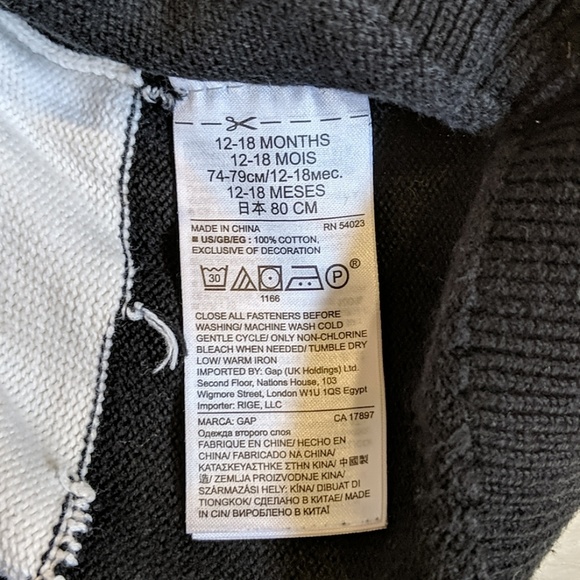 12-18 MONTHS
12-18 MOIS
74-79см/12-18мес.
12-18 MESES
日本 80 CM
MADE IN CHINA RN 54023
≡ US/GB/EG : 100% COTTON,
EXCLUSIVE OF DECORATION
30 P ®
1166
CLOSE ALL FASTENERS BEFORE
WASHING/ MACHINE WASH COLD
GENTLE CYCLE/ ONLY NON-CHLORINE
BLEACH WHEN NEEDED/ TUMBLE DRY
LOW/ WARM IRON
IMPORTED BY: Gap (UK Holdings) Ltd.
Second Floor, Nations House, 103
Wigmore Street, London W1U 1QS Egypt
Importer: RIGE, LLC
MARCA: GAP CA 17897
Одежда второго слоя
FABRIQUE EN CHINE/ HECHO EN
CHINA/ FABRICADO NA CHINA/
ΚΑΤΑΣΚΕΥΑΣΤΗΚΕ ΣΤΗΝ ΚΙΝΑ/ 中國製
造/ ZEMLJA PROIZVODNJE KINA/
SZÁRMAZÁSI HELY: KÍNA/ DIBUAT DI
TIONGKOK/ СДЕЛАНО В КИТАЕ/ MADE
IN CIN/ ВИРОБЛЕНО В КИТАЇ